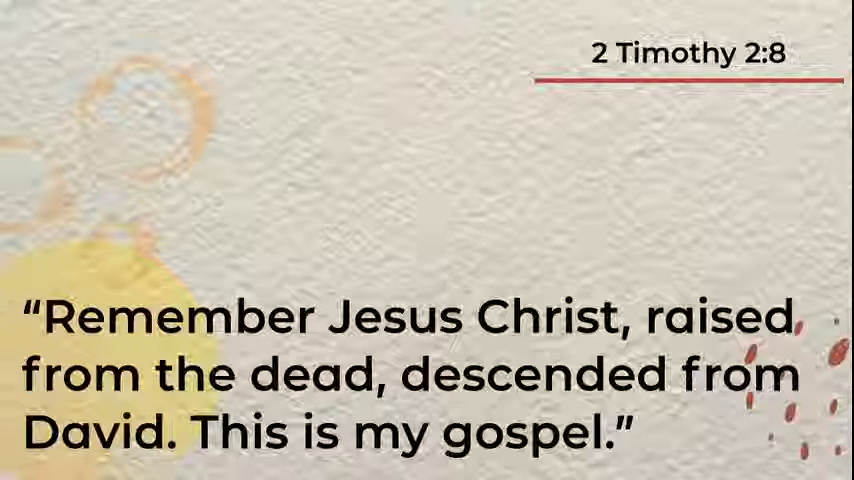 2 Timothy 2:8
“Remember Jesus Christ, raised
from the dead, descended from
David. This is my gospel.”